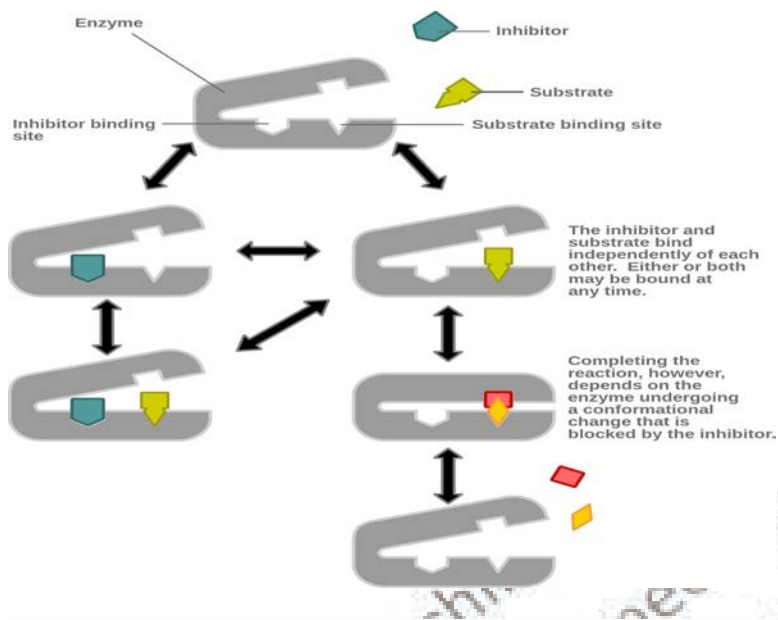 Enzyme
Inhibitor
Substrate
Inhibitor binding
site
Substrate binding site
The inhibitor and
substrate bind
independently of each
other. Either or both
may be bound at
any time.
Completing the
reaction, however,
depends on the
enzyme undergoing
a conformational
change that is
blocked by the inhibitor.